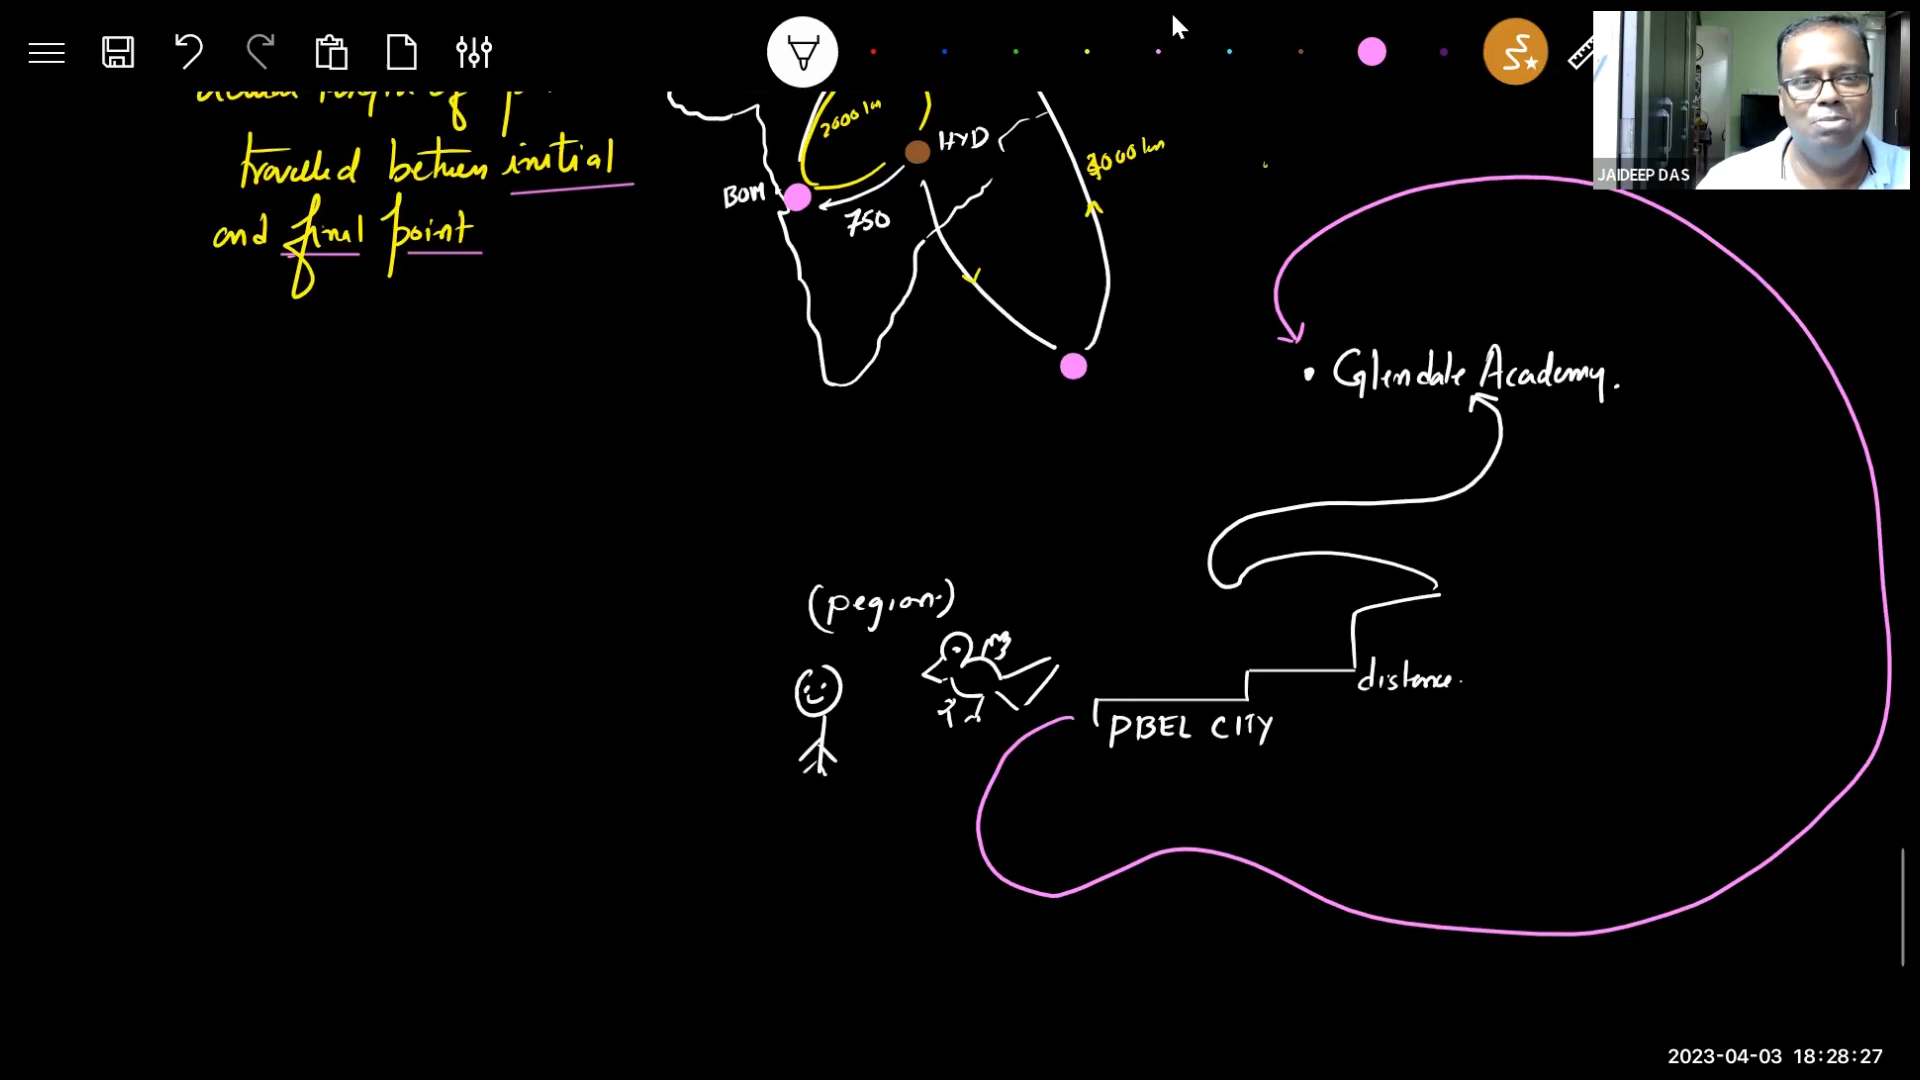 travelled between initial
and final point
2000 km
HYD
BOM
750
3000 km
JAIDEEP DAS
• Glendale Academy.
(pegion)
distance.
PBEL CITY
2023-04-03 18:28:27